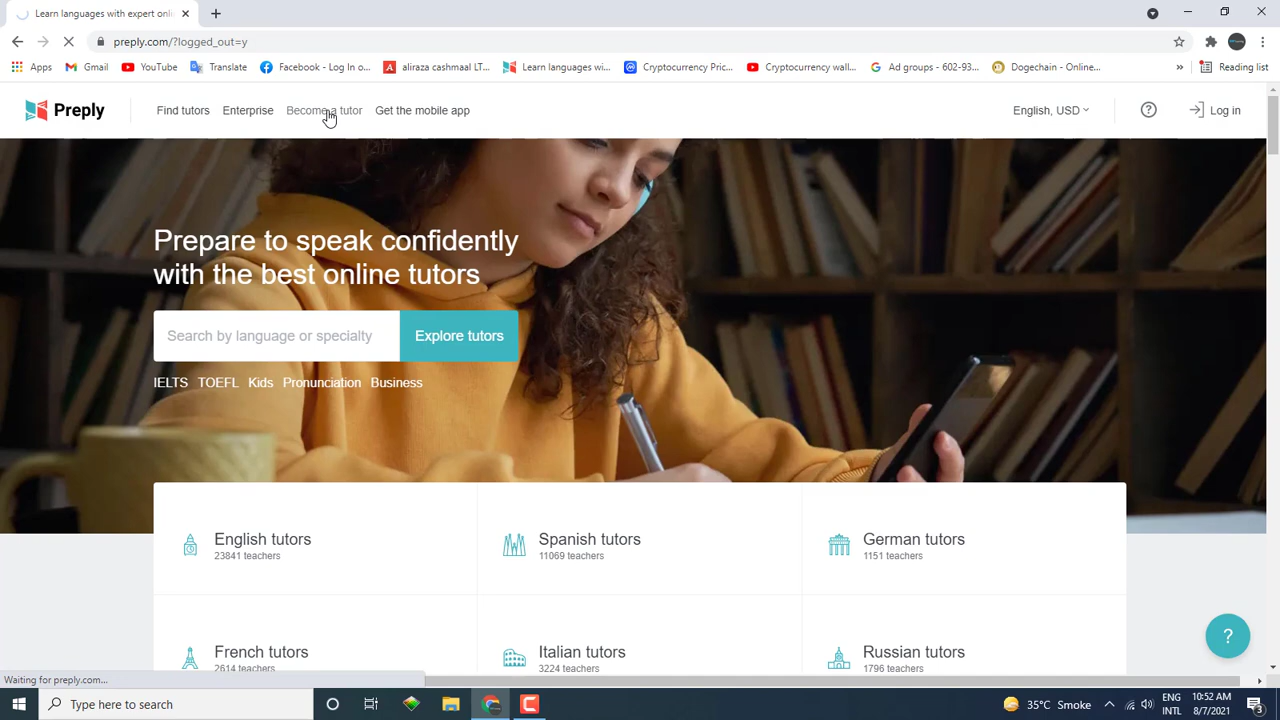 Learn languages with expert onli
preply.com/?logged_out=y
Apps
Gmail
YouTube
Translate
Facebook - Log In o...
aliraza cashmaal LT...
Learn languages wi...
Cryptocurrency Pric...
Cryptocurrency wall...
Ad groups - 602-93...
Dogechain - Online...
»
Reading list
Preply
Find tutors
Enterprise
Become a tutor
Get the mobile app
English, USD
?
Log in
Prepare to speak confidently
with the best online tutors
Search by language or specialty
Explore tutors
IELTS TOEFL Kids Pronunciation Business
English tutors
23841 teachers
Spanish tutors
11069 teachers
German tutors
1151 teachers
French tutors
2614 teachers
Italian tutors
3224 teachers
Russian tutors
1796 teachers
?
Waiting for preply.com...
Type here to search
35°C Smoke
ENG
INTL
10:52 AM
8/7/2021
3